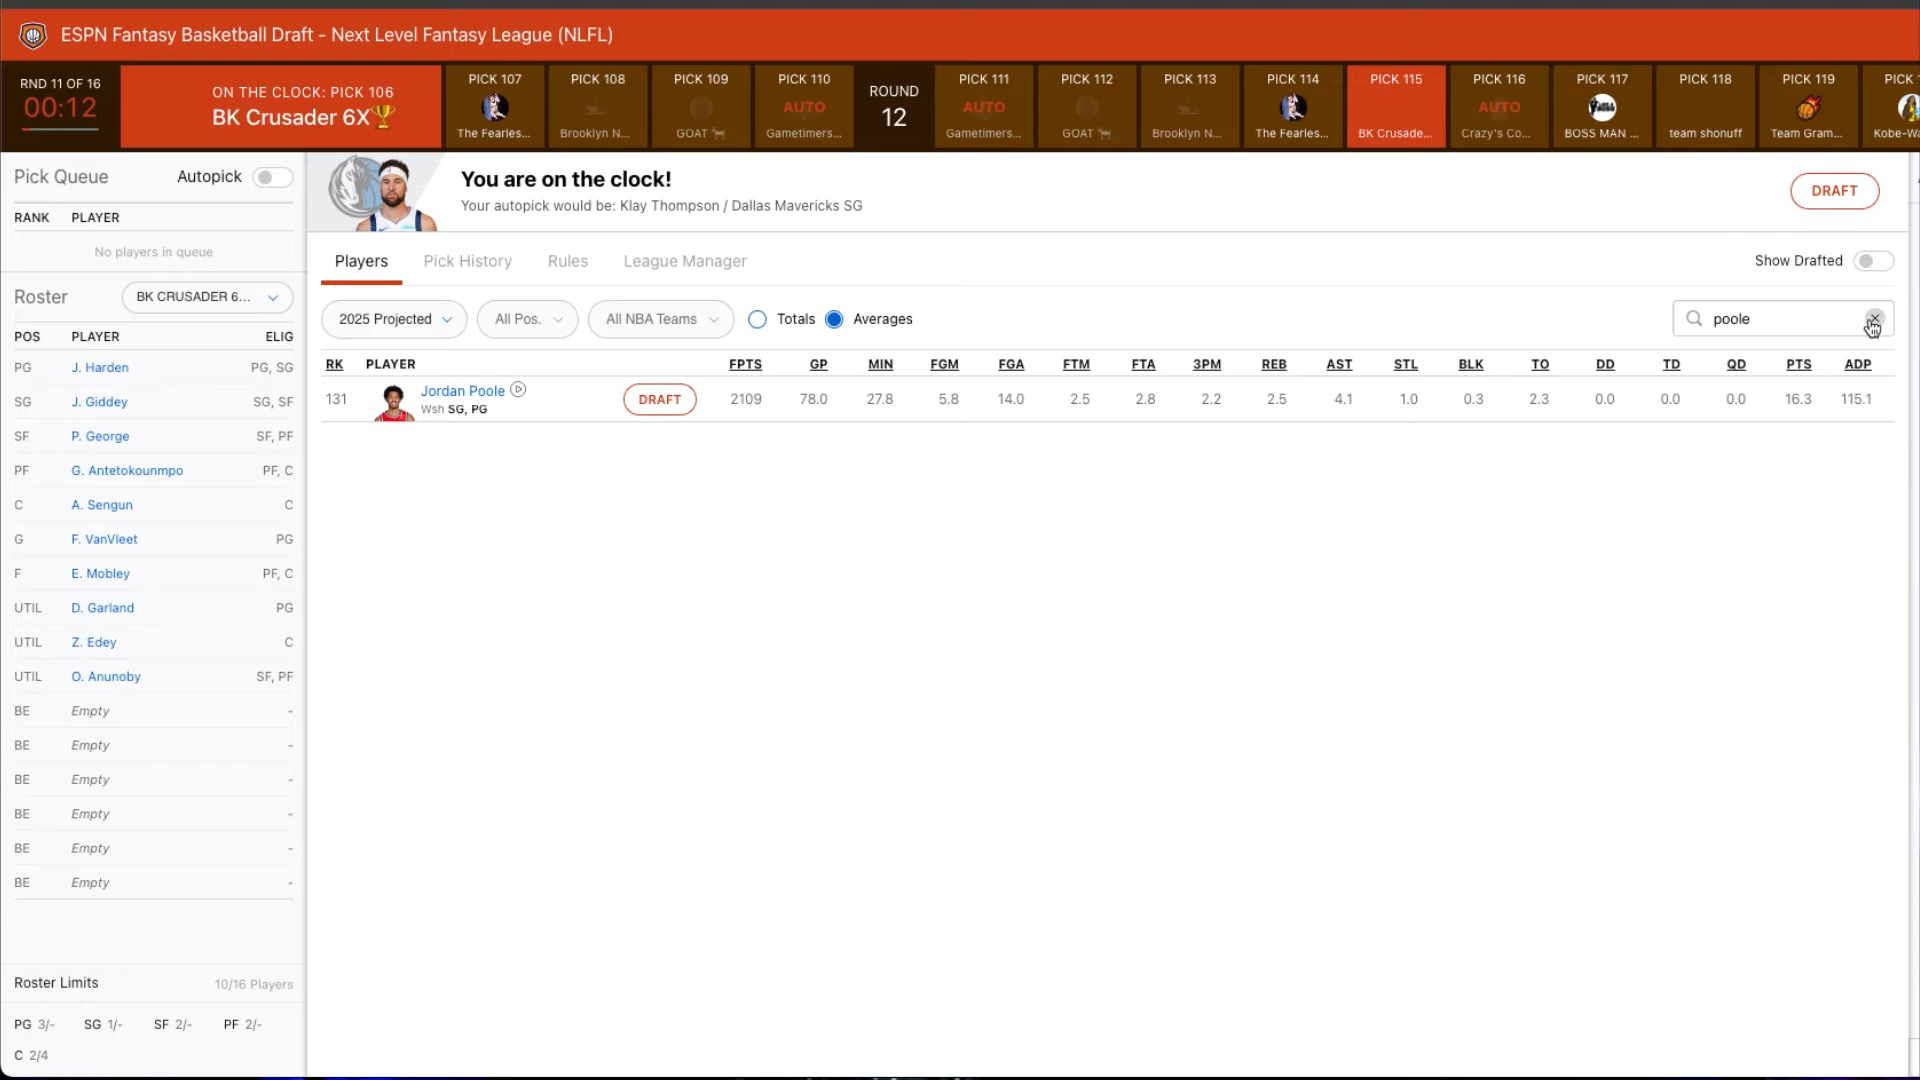 ESPN Fantasy Basketball Draft - Next Level Fantasy League (NLFL)
RND 11 OF 16
00:12
ON THE CLOCK: PICK 106
BK Crusader 6X🏆
PICK 107
The Fearles...
PICK 108
Brooklyn N...
PICK 109
GOAT 🐐
PICK 110
AUTO
Gametimers...
ROUND
12
PICK 111
AUTO
Gametimers...
PICK 112
GOAT 🐐
PICK 113
Brooklyn N...
PICK 114
The Fearles...
PICK 115
BK Crusade...
PICK 116
AUTO
Crazy's Co...
PICK 117
BOSS MAN ...
PICK 118
team shonuff
PICK 119
Team Gram...
PICK
Kobe-Wa
Pick Queue
Autopick
RANK PLAYER
No players in queue
Roster
BK CRUSADER 6...
POS PLAYER ELIG
PG J. Harden PG, SG
SG J. Giddey SG, SF
SF P. George SF, PF
PF G. Antetokounmpo PF, C
C A. Sengun C
G F. VanVleet PG
F E. Mobley PF, C
UTIL D. Garland PG
UTIL Z. Edey C
UTIL O. Anunoby SF, PF
BE Empty -
BE Empty -
BE Empty -
BE Empty -
BE Empty -
BE Empty -
Roster Limits 10/16 Players
PG 3/- SG 1/- SF 2/- PF 2/-
C 2/4
You are on the clock!
Your autopick would be: Klay Thompson / Dallas Mavericks SG
DRAFT
Players Pick History Rules League Manager
Show Drafted
2025 Projected All Pos. All NBA Teams Totals Averages
poole
RK PLAYER FPTS GP MIN FGM FGA FTM FTA 3PM REB AST STL BLK TO DD TD QD PTS ADP
131 Jordan Poole DRAFT 2109 78.0 27.8 5.8 14.0 2.5 2.8 2.2 2.5 4.1 1.0 0.3 2.3 0.0 0.0 0.0 16.3 115.1
Wsh SG, PG